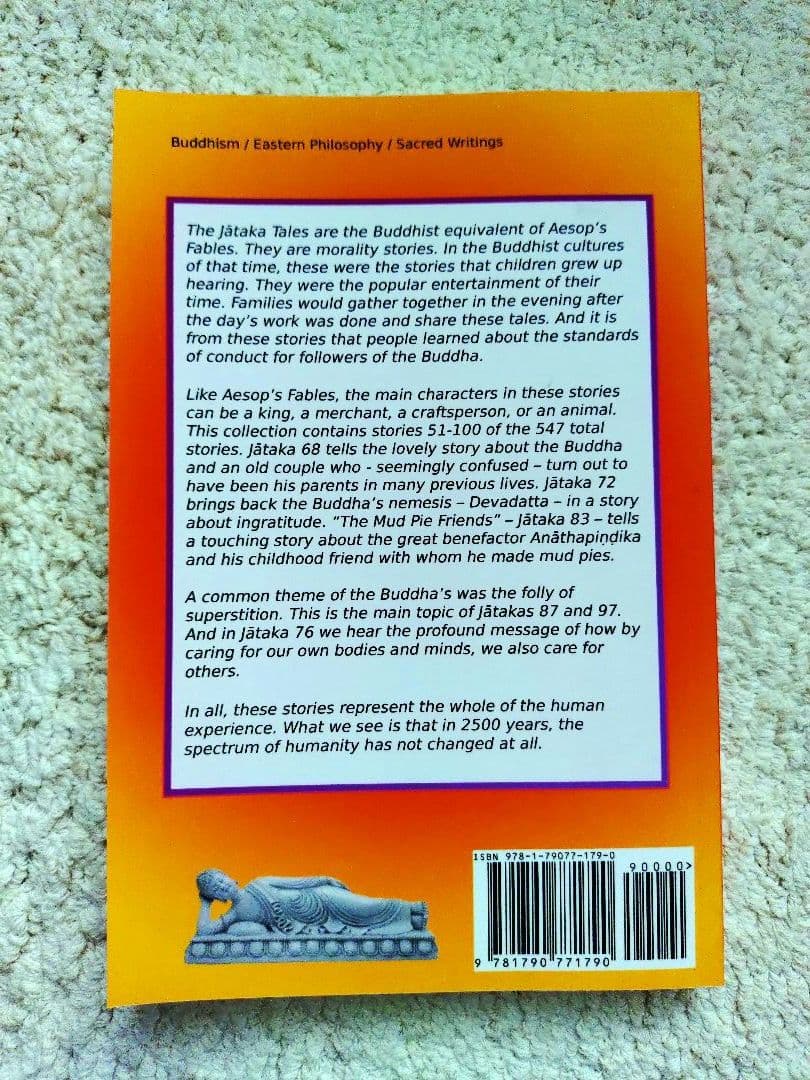 Buddhism / Eastern Philosophy / Sacred Writings
The Jātaka Tales are the Buddhist equivalent of Aesop's
Fables. They are morality stories. In the Buddhist cultures
of that time, these were the stories that children grew up
hearing. They were the popular entertainment of their
time. Families would gather together in the evening after
the day's work was done and share these tales. And it is
from these stories that people learned about the standards
of conduct for followers of the Buddha.
Like Aesop's Fables, the main characters in these stories
can be a king, a merchant, a craftsperson, or an animal.
This collection contains stories 51-100 of the 547 total
stories. Jātaka 68 tells the lovely story about the Buddha
and an old couple who - seemingly confused – turn out to
have been his parents in many previous lives. Jātaka 72
brings back the Buddha's nemesis – Devadatta – in a story
about ingratitude. "The Mud Pie Friends" – Jātaka 83 – tells
a touching story about the great benefactor Anāthapiṇḍika
and his childhood friend with whom he made mud pies.
A common theme of the Buddha's was the folly of
superstition. This is the main topic of Jātakas 87 and 97.
And in Jātaka 76 we hear the profound message of how by
caring for our own bodies and minds, we also care for
others.
In all, these stories represent the whole of the human
experience. What we see is that in 2500 years, the
spectrum of humanity has not changed at all.
ISBN 978-1-79077-179-0
90000>
9 781790 771790